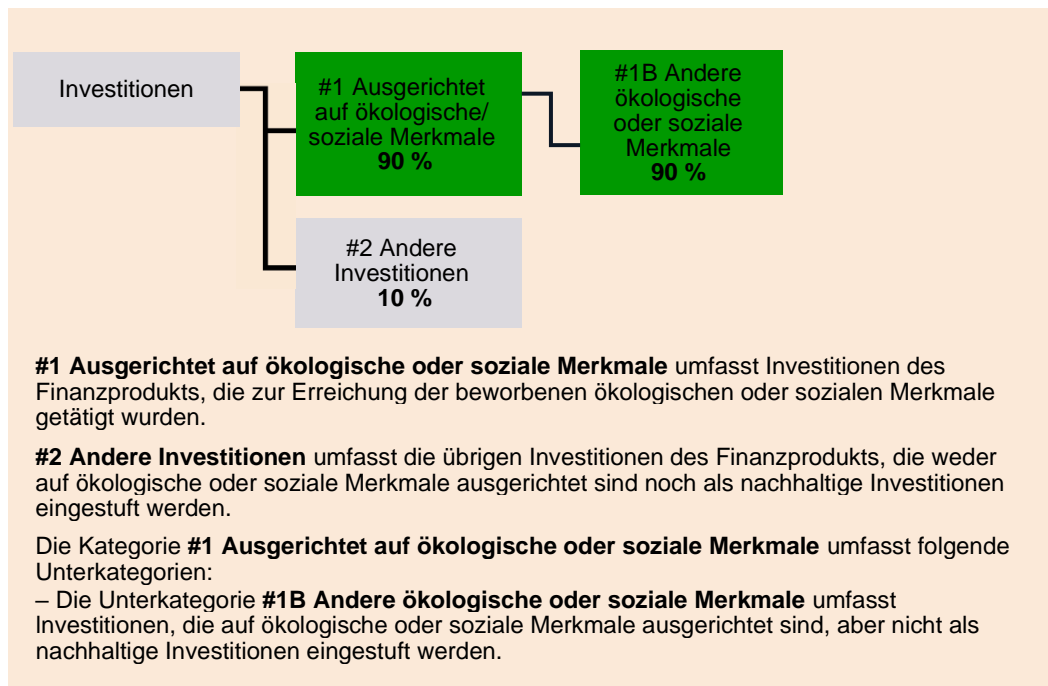 Investitionen
#1 Ausgerichtet
auf ökologische/
soziale Merkmale
90 %
#1B Andere
ökologische
oder soziale
Merkmale
90 %
#2 Andere
Investitionen
10 %
#1 Ausgerichtet auf ökologische oder soziale Merkmale umfasst Investitionen des
Finanzprodukts, die zur Erreichung der beworbenen ökologischen oder sozialen Merkmale
getätigt wurden.
#2 Andere Investitionen umfasst die übrigen Investitionen des Finanzprodukts, die weder
auf ökologische oder soziale Merkmale ausgerichtet sind noch als nachhaltige Investitionen
eingestuft werden.
Die Kategorie #1 Ausgerichtet auf ökologische oder soziale Merkmale umfasst folgende
Unterkategorien:
– Die Unterkategorie #1B Andere ökologische oder soziale Merkmale umfasst
Investitionen, die auf ökologische oder soziale Merkmale ausgerichtet sind, aber nicht als
nachhaltige Investitionen eingestuft werden.